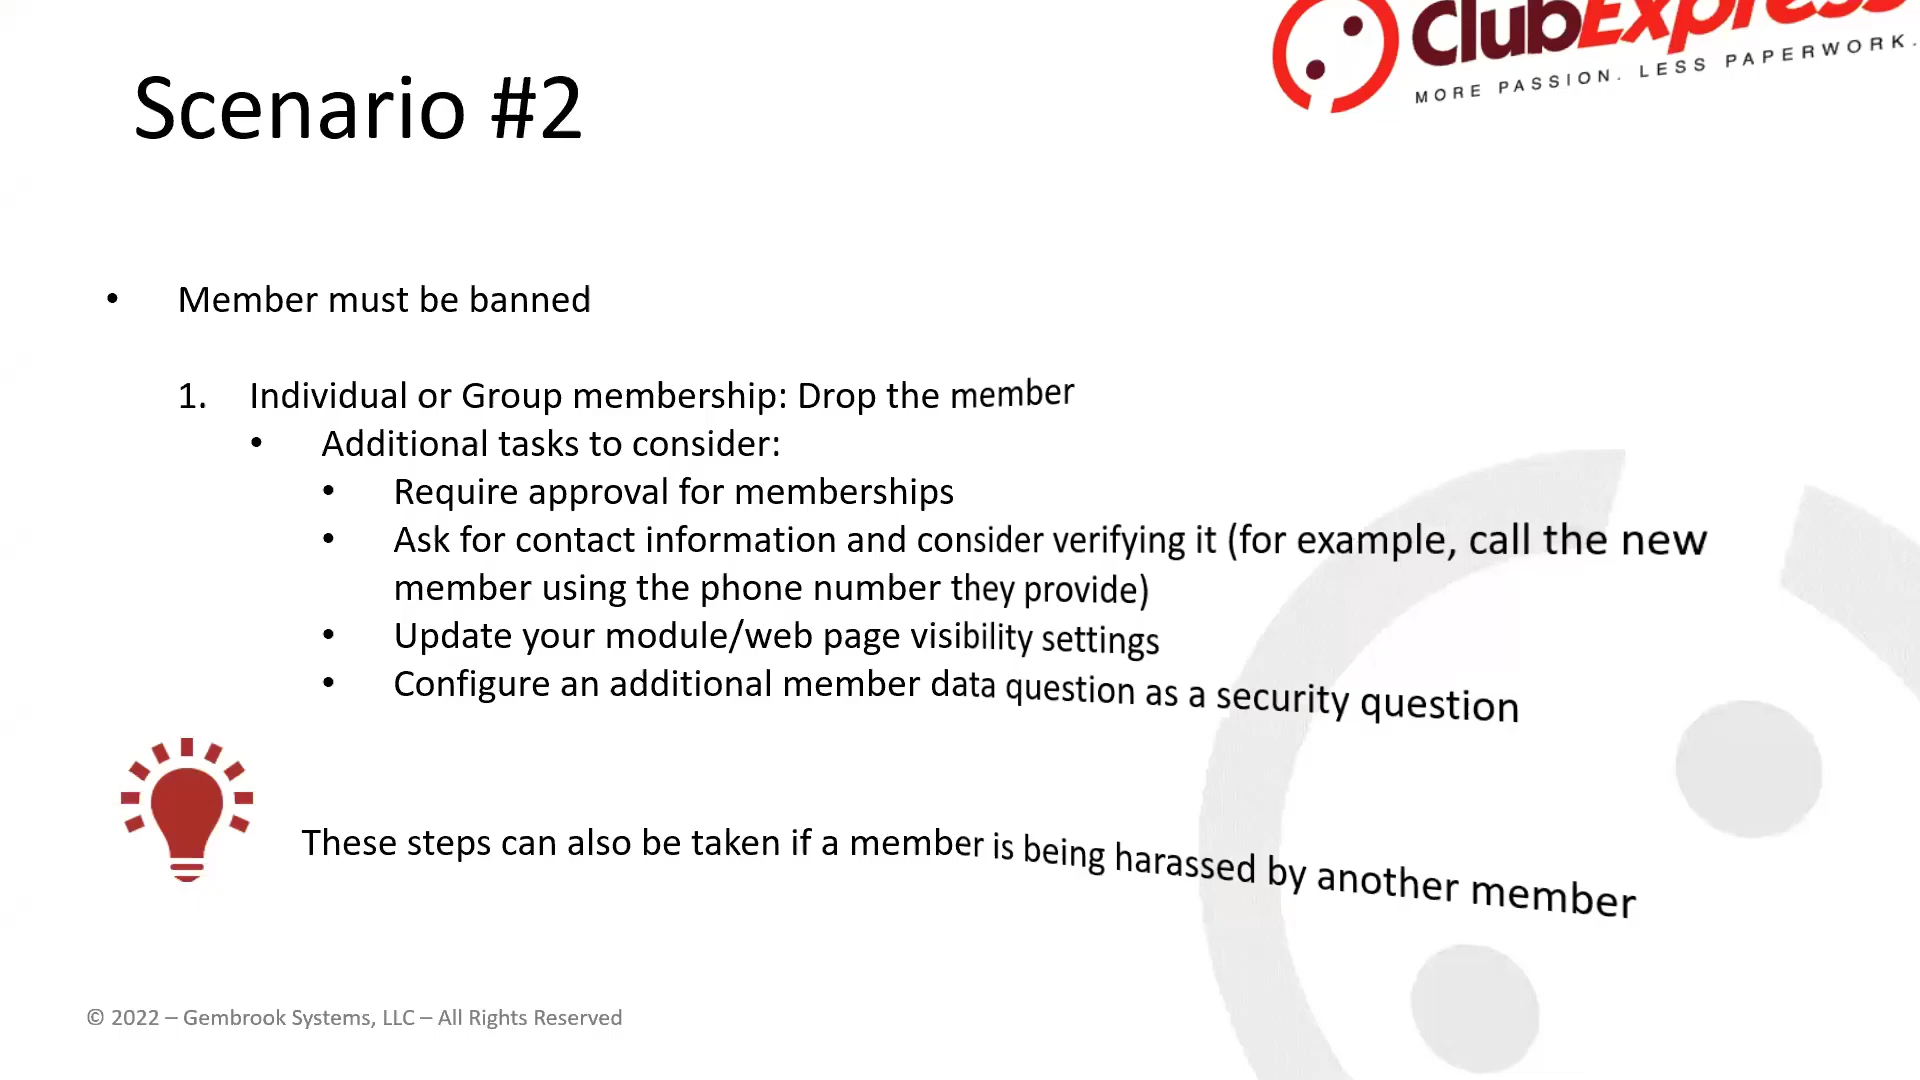 ClubExpress
MORE PASSION. LESS PAPERWORK.
Scenario #2
• Member must be banned
1. Individual or Group membership: Drop the member
• Additional tasks to consider:
• Require approval for memberships
• Ask for contact information and consider verifying it (for example, call the new
member using the phone number they provide)
• Update your module/web page visibility settings
• Configure an additional member data question as a security question
These steps can also be taken if a member is being harassed by another member
© 2022 – Gembrook Systems, LLC – All Rights Reserved